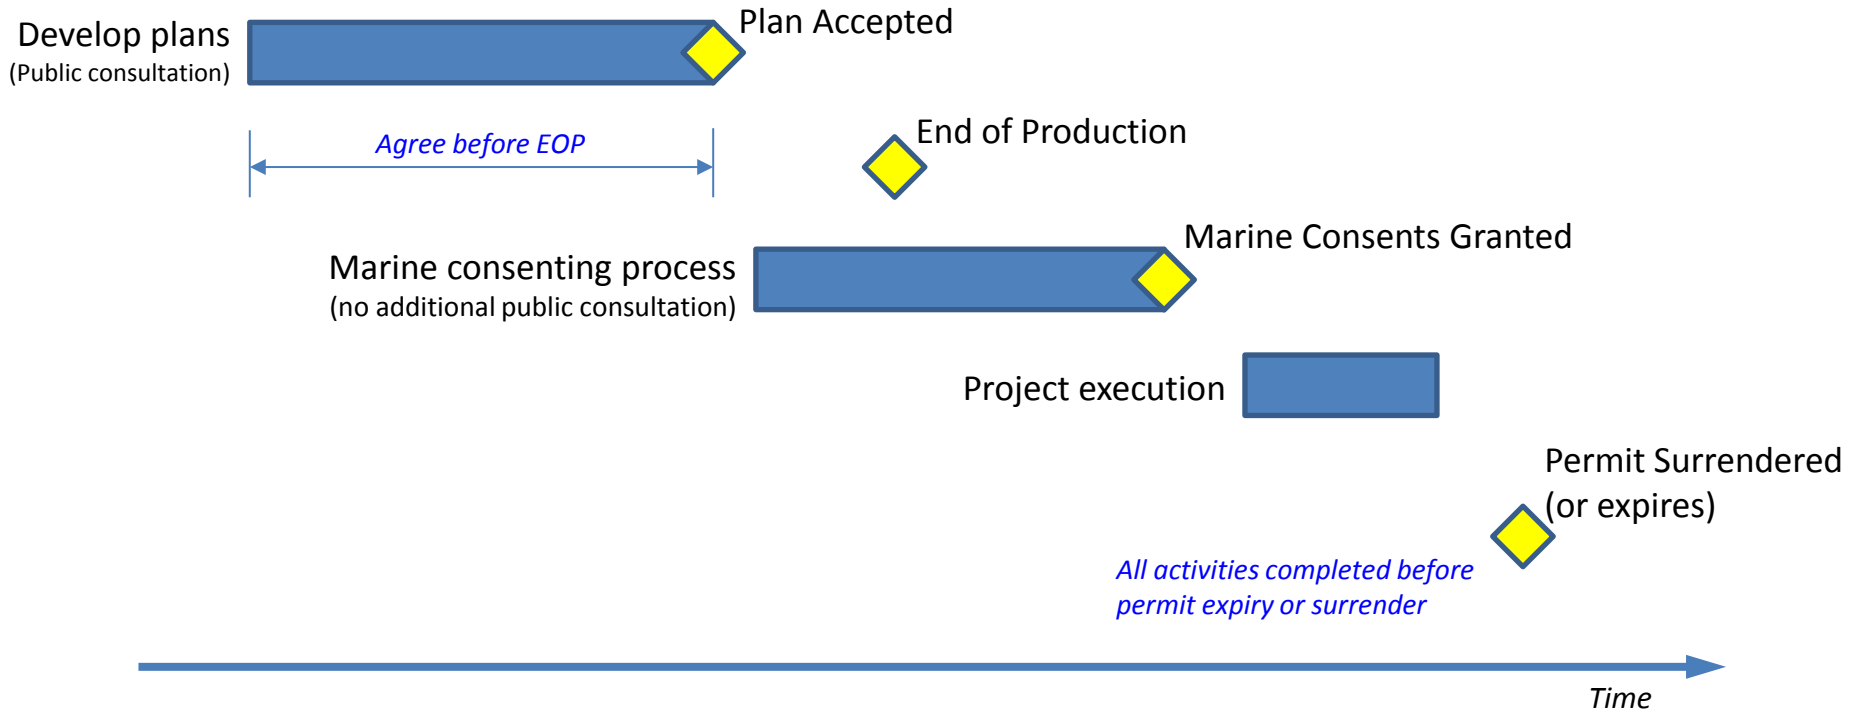 Develop plans
(Public consultation)
Plan Accepted
Agree before EOP
End of Production
Marine consenting process
(no additional public consultation)
Marine Consents Granted
Project execution
Permit Surrendered
(or expires)
All activities completed before
permit expiry or surrender
Time